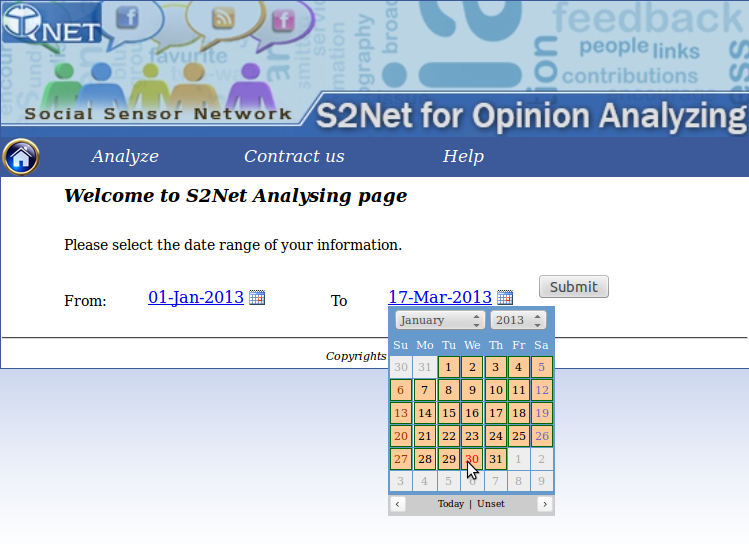 NET
feedback
people links
contributions
favurite
Social Sensor Network
S2Net for Opinion Analyzing
Analyze Contract us Help
Welcome to S2Net Analysing page
Please select the date range of your information.
From: 01-Jan-2013 To 17-Mar-2013 Submit
January 2013
Copyrights
Su Mo Tu We Th Fr Sa
30 31 1 2 3 4 5
6 7 8 9 10 11 12
13 14 15 16 17 18 19
20 21 22 23 24 25 26
27 28 29 30 31 1 2
3 4 5 6 7 8 9
‹ Today | Unset ›